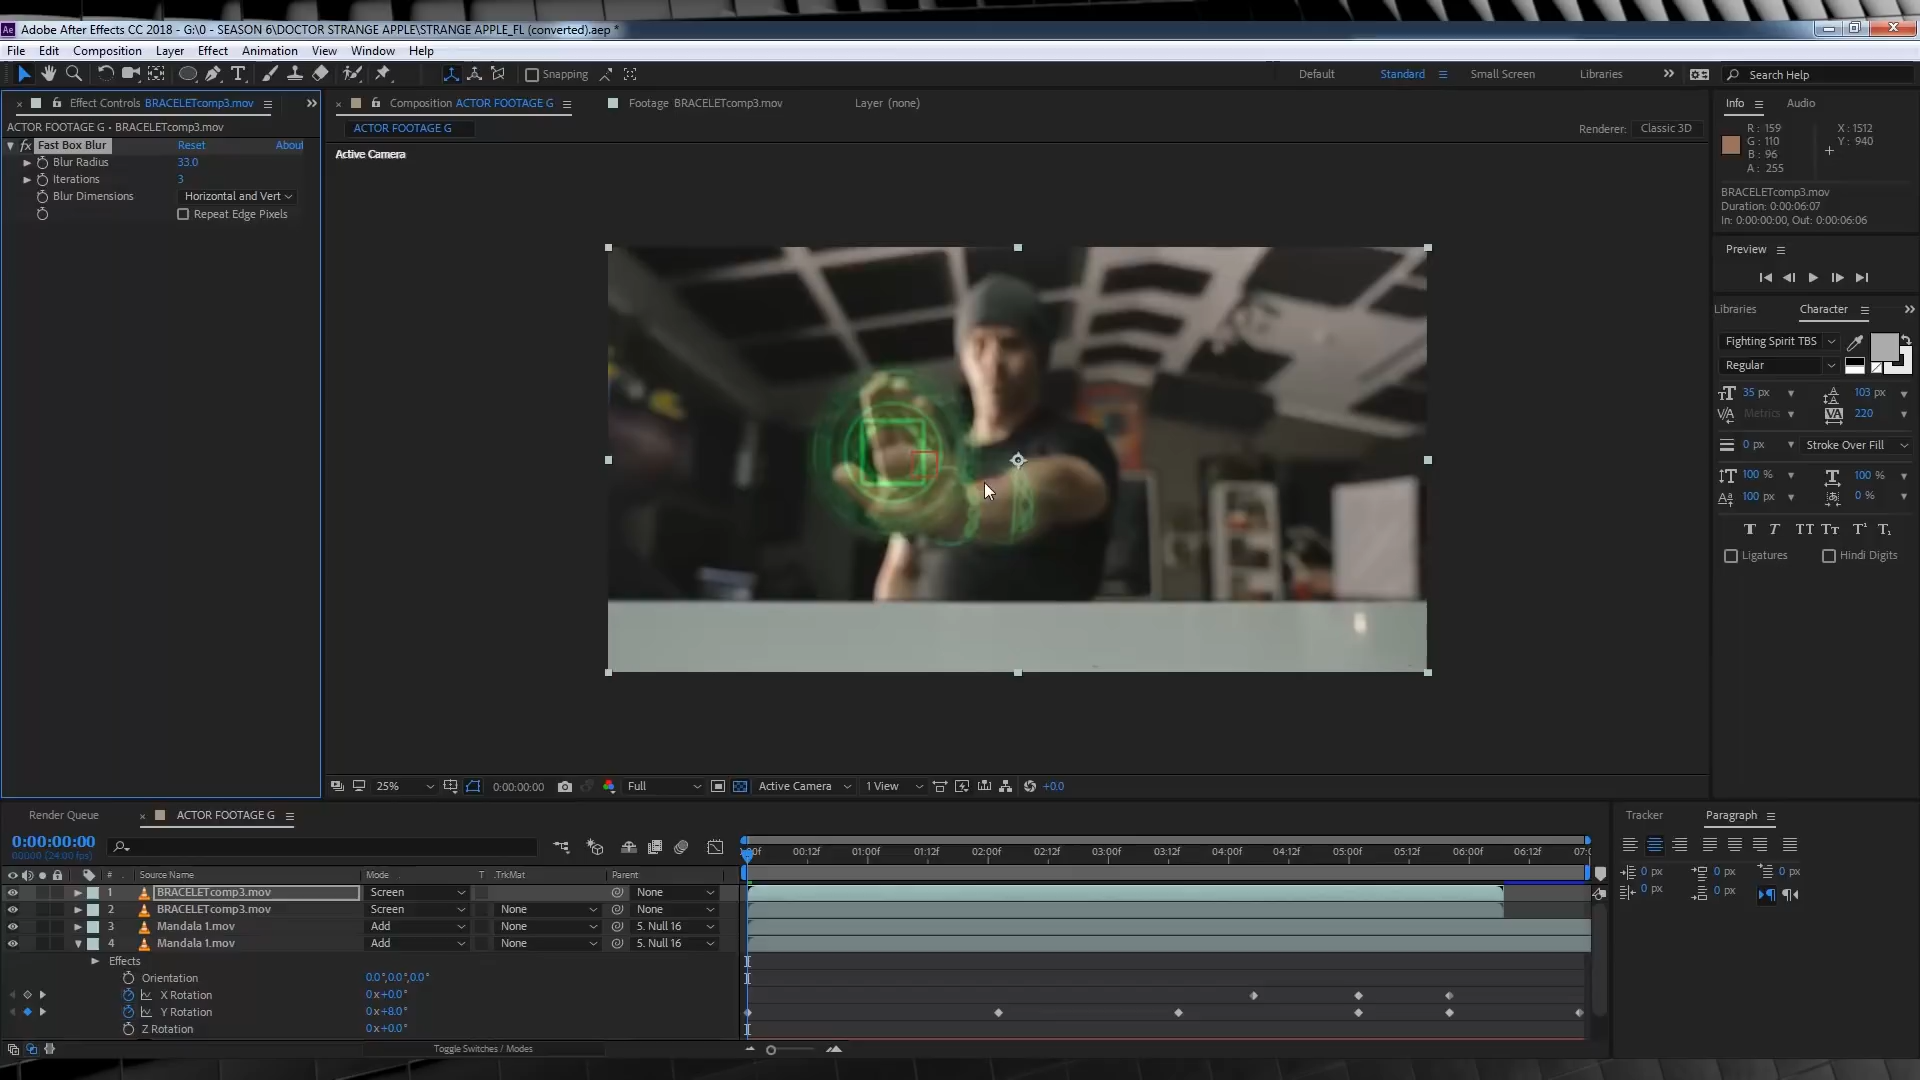 Adobe After Effects CC 2018 - G:\0 - SEASON 6\DOCTOR STRANGE APPLE\STRANGE APPLE_FL (converted).aep *
File Edit Composition Layer Effect Animation View Window Help
Snapping Default Standard Small Screen Libraries Search Help
Effect Controls BRACELETcomp3.mov
ACTOR FOOTAGE G • BRACELETcomp3.mov
fx Fast Box Blur Reset About
Blur Radius 33.0
Iterations 3
Blur Dimensions Horizontal and Vert
Repeat Edge Pixels
Composition ACTOR FOOTAGE G Footage BRACELETcomp3.mov Layer (none)
ACTOR FOOTAGE G Renderer: Classic 3D
Active Camera
25% 0:00:00:00 Full Active Camera 1 View +0.0
Info Audio
R: 159 X: 1512
G: 110 Y: 940
B: 96
A: 255
BRACELETcomp3.mov
Duration: 0:00:06:07
In: 0:00:00:00, Out: 0:00:06:06
Preview
Libraries Character
Fighting Spirit TBS
Regular
35 px 103 px
Metrics 220
0 px Stroke Over Fill
100 % 100 %
100 px 0 %
T T TT Tt T¹ T₁
Ligatures Hindi Digits
Render Queue ACTOR FOOTAGE G
0:00:00:00
00000 (24.00 fps)
00:12f 01:00f 01:12f 02:00f 02:12f 03:00f 03:12f 04:00f 04:12f 05:00f 05:12f 06:00f 06:12f
# Source Name Mode T .TrkMat Parent
1 BRACELETcomp3.mov Screen None
2 BRACELETcomp3.mov Screen None None
3 Mandala 1.mov Add None 5. Null 16
4 Mandala 1.mov Add None 5. Null 16
Effects
Orientation 0.0°,0.0°,0.0°
X Rotation 0x+0.0°
Y Rotation 0x+8.0°
Z Rotation 0x+0.0°
Toggle Switches / Modes
Tracker Paragraph
0 px 0 px 0 px
0 px 0 px